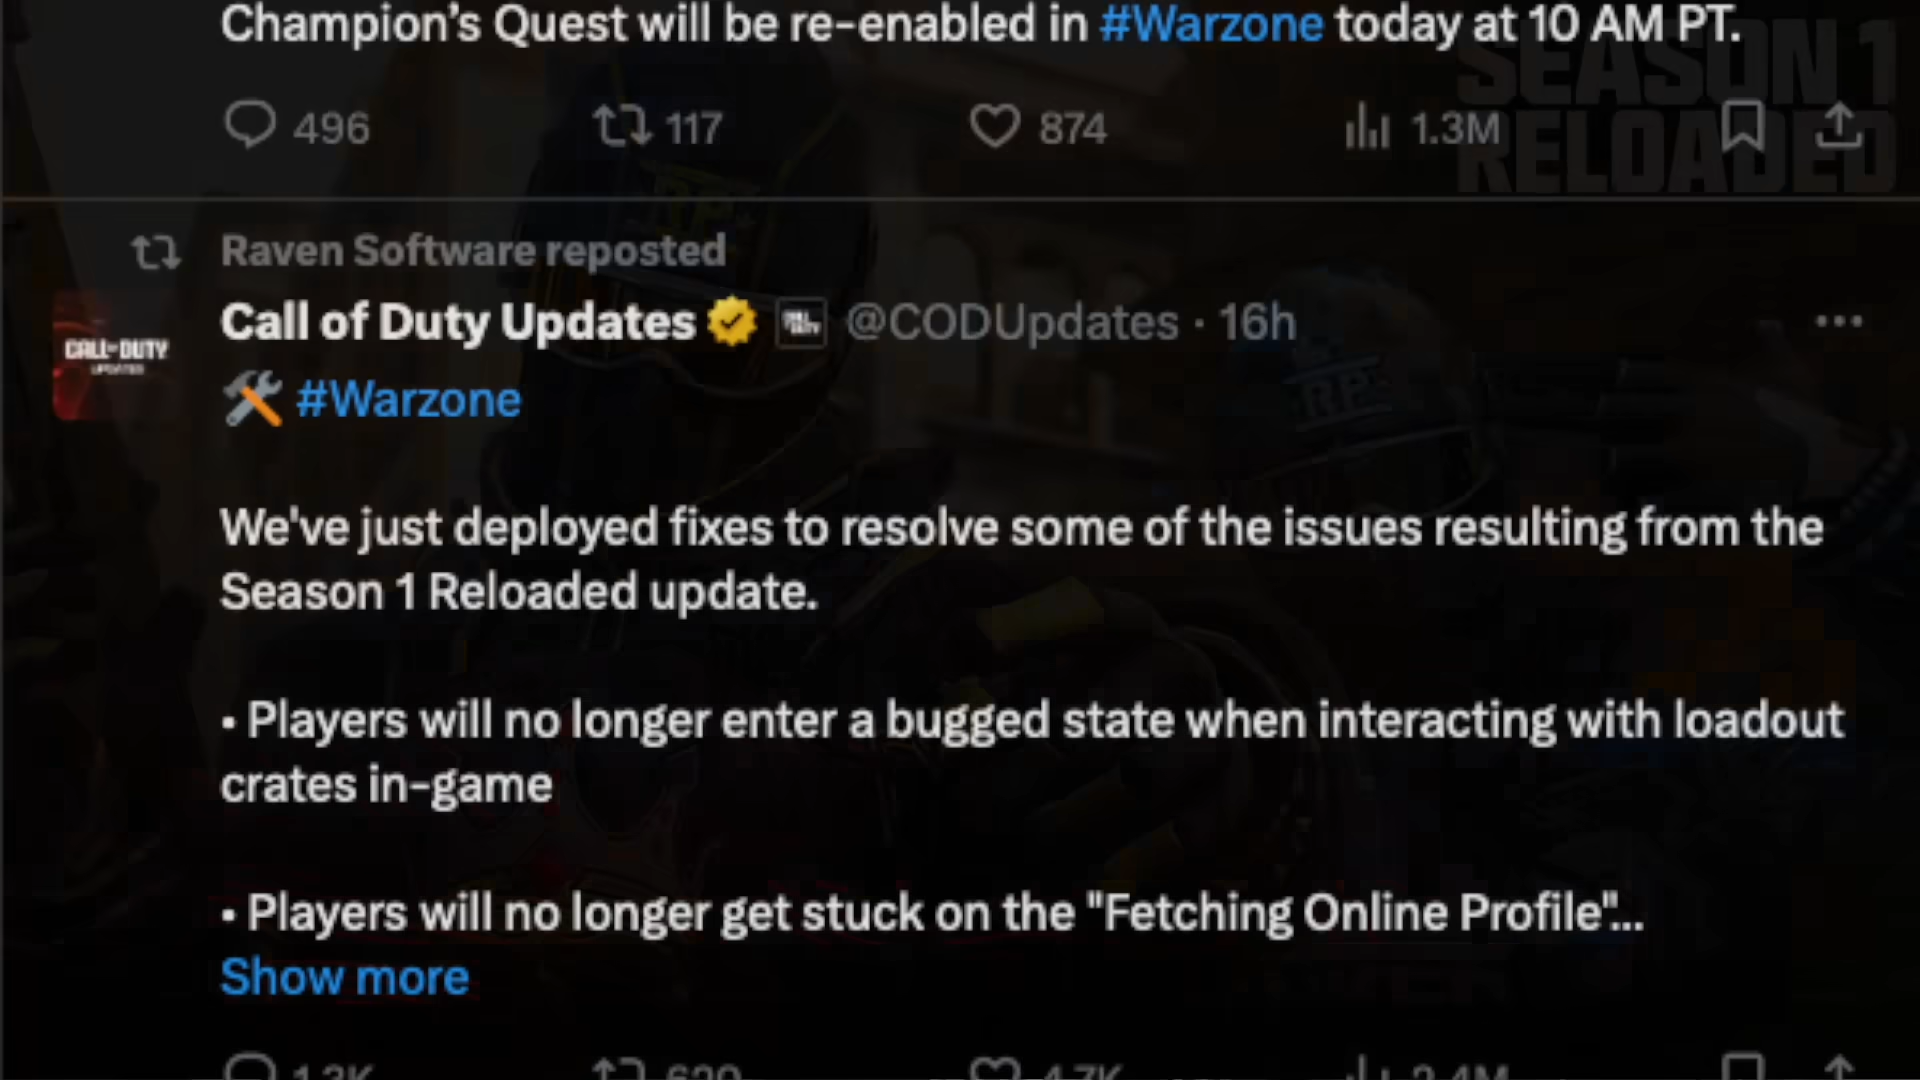 Champion's Quest will be re-enabled in #Warzone today at 10 AM PT.
496 117 874 1.3M
SEASON 1
RELOADED
Raven Software reposted
Call of Duty Updates @CODUpdates · 16h
CALL OF DUTY
UPDATES
#Warzone
We've just deployed fixes to resolve some of the issues resulting from the
Season 1 Reloaded update.
• Players will no longer enter a bugged state when interacting with loadout
crates in-game
• Players will no longer get stuck on the "Fetching Online Profile"...
Show more